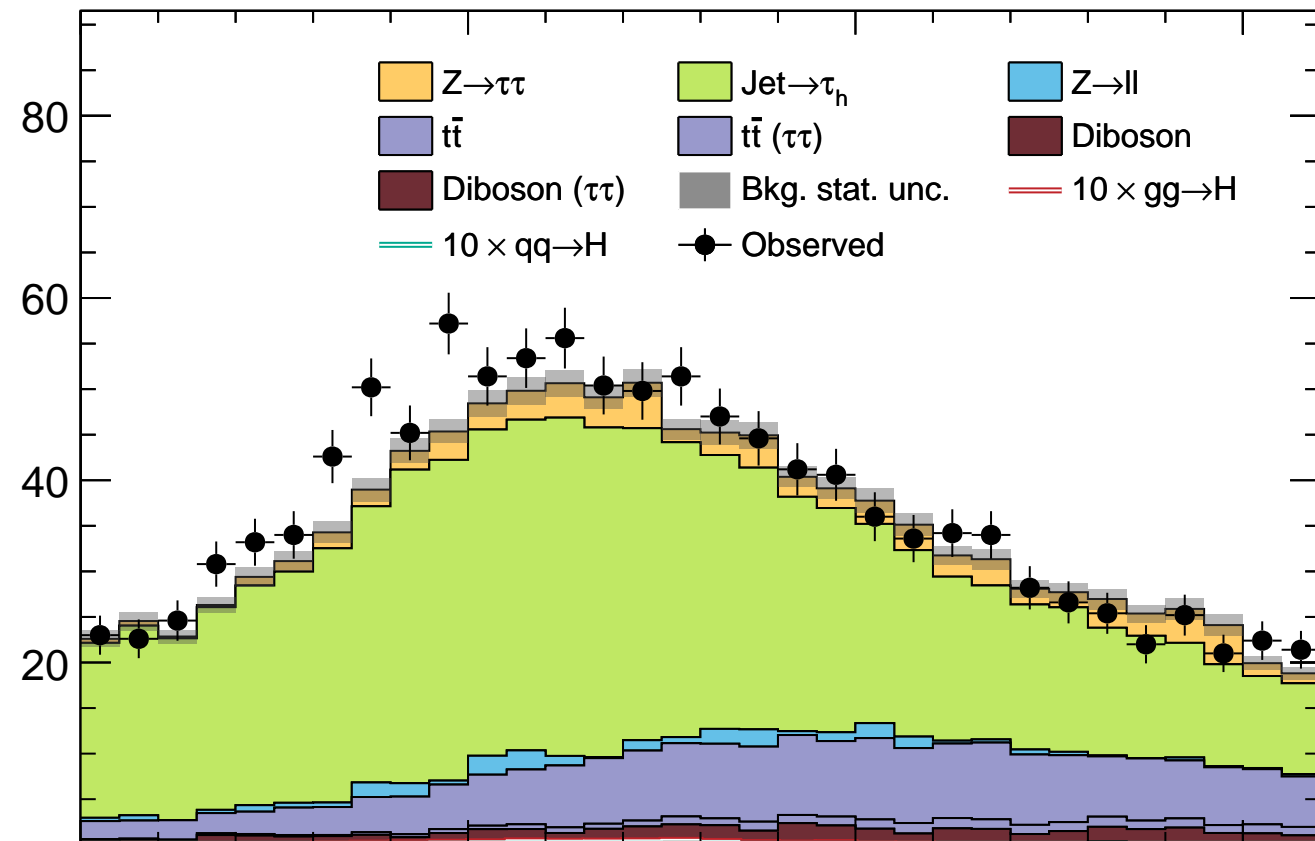 Z→ττ Jet→τₕ Z→ll
tt̄ tt̄ (ττ) Diboson
80
Diboson (ττ) Bkg. stat. unc. 10 × gg→H
10 × qq→H Observed
60
40
20